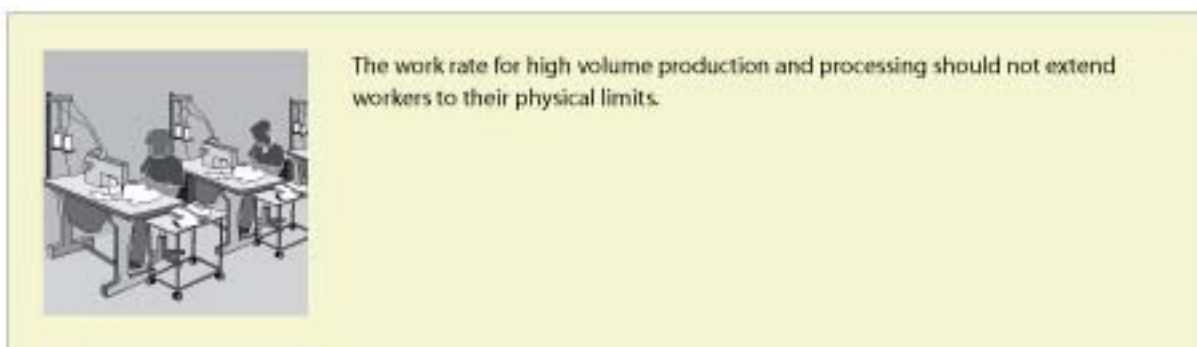 The work rate for high volume production and processing should not extend
workers to their physical limits.